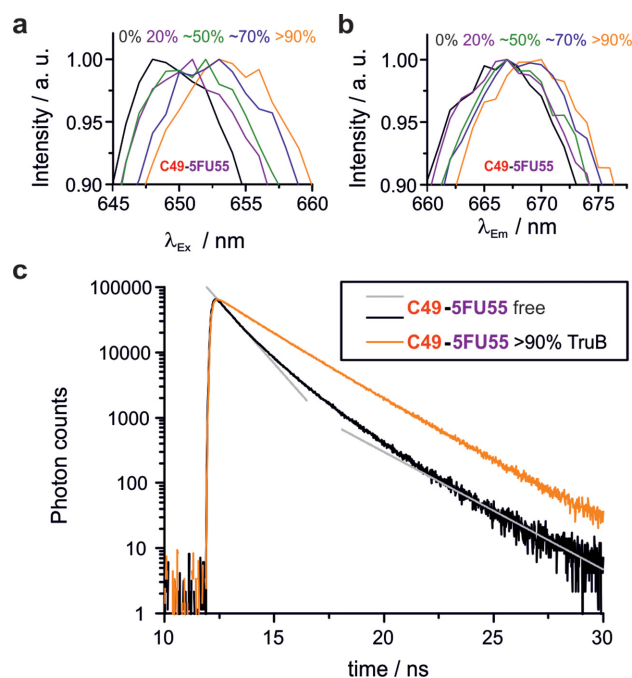 a
0% 20% ~50% ~70% >90%
Intensity / a. u.
1.00
0.95
0.90
C49-5FU55
645 650 655 660
λEx / nm
b
0% 20% ~50% ~70% >90%
Intensity / a. u.
1.00
0.95
0.90
C49-5FU55
660 665 670 675
λEm / nm
c
C49-5FU55 free
C49-5FU55 >90% TruB
Photon counts
100000
10000
1000
100
10
1
10 15 20 25 30
time / ns